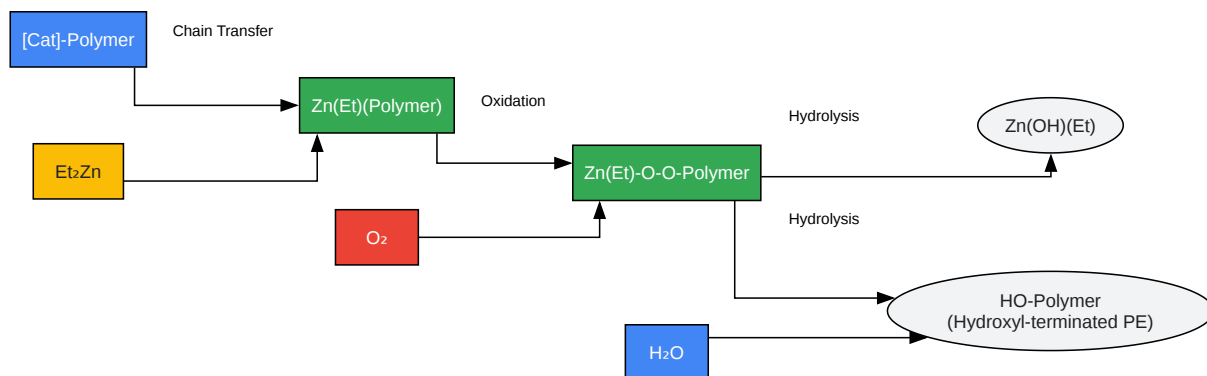 [Cat]-Polymer
Chain Transfer
Zn(Et)(Polymer)
Oxidation
Et₂Zn
Hydrolysis
Zn(OH)(Et)
Zn(Et)-O-O-Polymer
O₂
Hydrolysis
HO-Polymer
(Hydroxyl-terminated PE)
H₂O